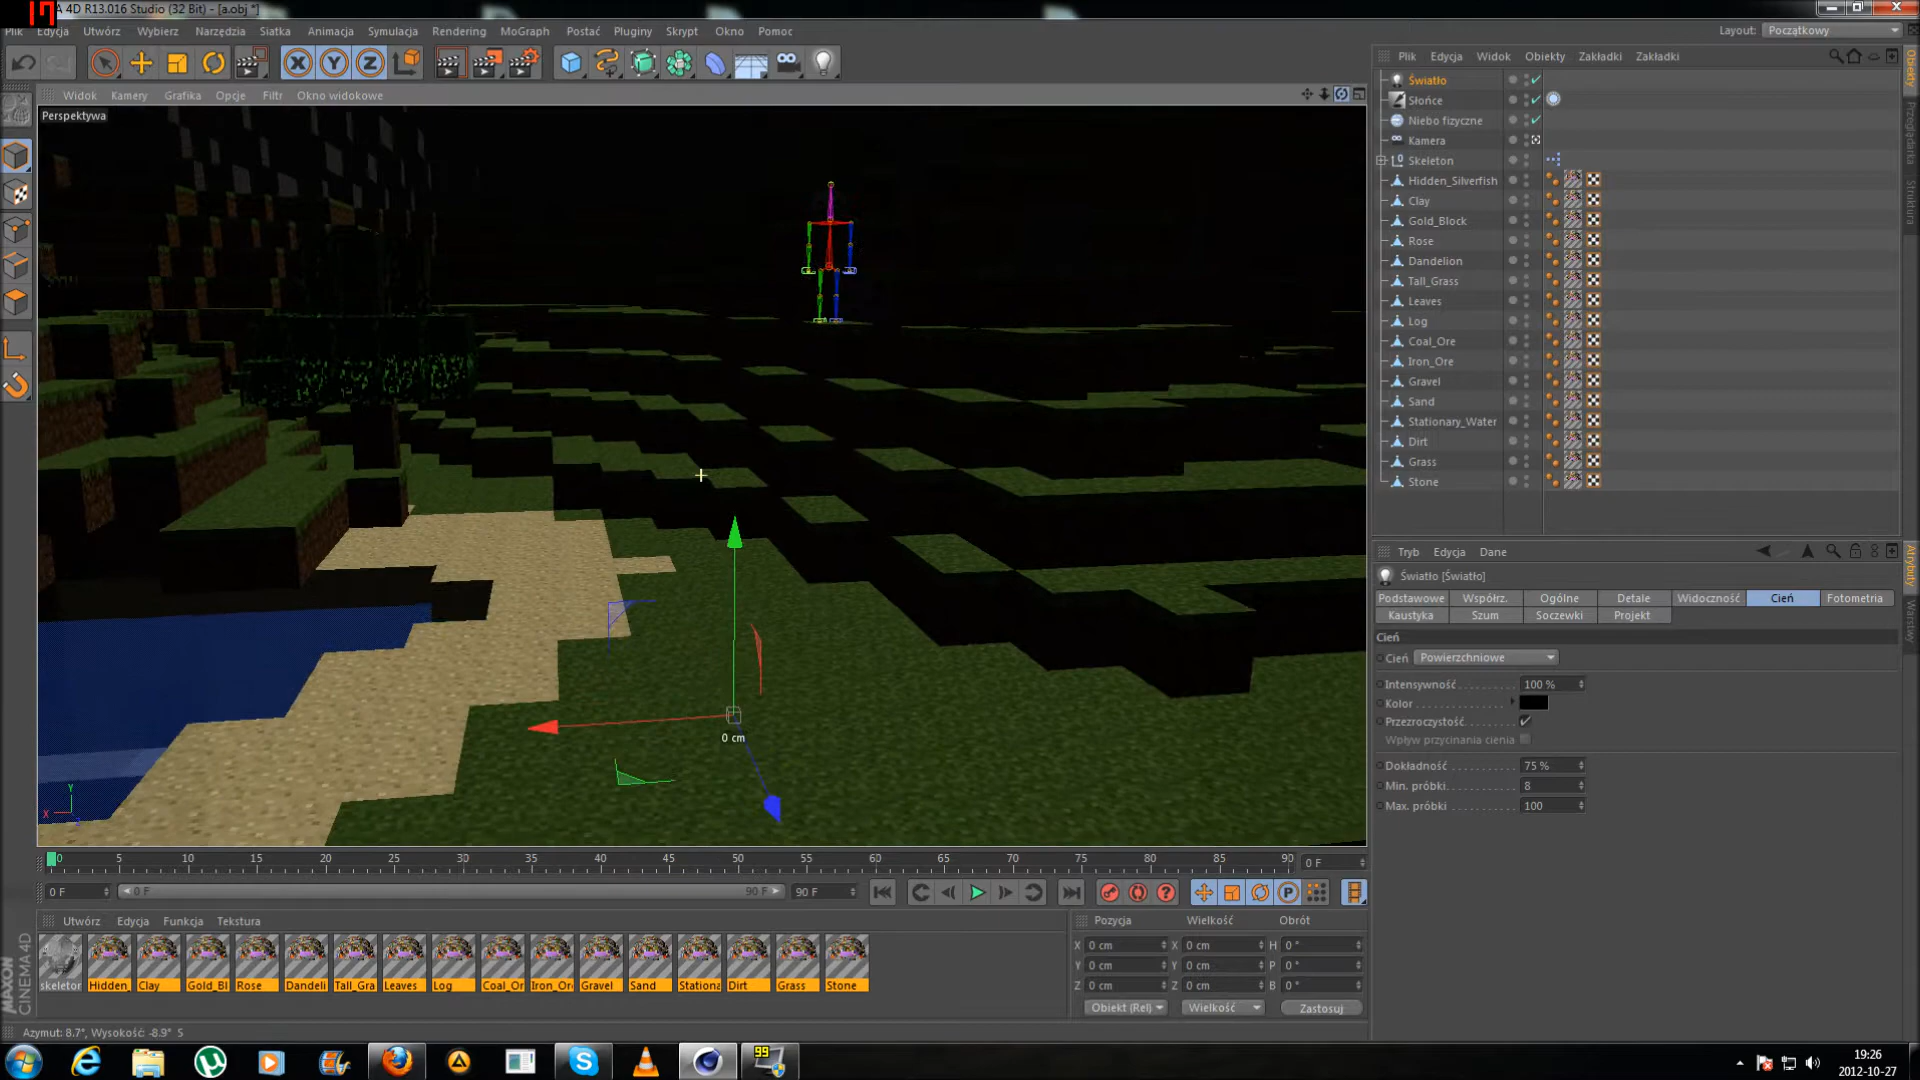 A 4D R13.016 Studio (32 Bit) - [a.obj *]
Plik Edycja Utwórz Wybierz Narzędzia Siatka Animacja Symulacja Rendering MoGraph Postać Pluginy Skrypt Okno Pomoc
Layout: Początkowy
Widok Kamery Grafika Opcje Filtr Okno widokowe
Perspektywa
0 cm
Y
X
Plik Edycja Widok Obiekty Zakładki Zakładki
Światło
Słońce
Niebo fizyczne
Kamera
Skeleton
Hidden_Silverfish
Clay
Gold_Block
Rose
Dandelion
Tall_Grass
Leaves
Log
Coal_Ore
Iron_Ore
Gravel
Sand
Stationary_Water
Dirt
Grass
Stone
Obiekty
Przeglądarka
Struktura
Tryb Edycja Dane
Światło [Światło]
Podstawowe Współrz. Ogólne Detale Widoczność Cień Fotometria
Kaustyka Szum Soczewki Projekt
Cień
Cień Powierzchniowe
Intensywność 100 %
Kolor
Przezroczystość
Wpływ przycinania cienia
Dokładność 75 %
Min. próbki 8
Max. próbki 100
Atrybuty
Warstwy
0 5 10 15 20 25 30 35 40 45 50 55 60 65 70 75 80 85 90 0 F
0 F 0 F 90 F 90 F
Utwórz Edycja Funkcja Tekstura
skeletor Hidden_ Clay Gold_Bl Rose Dandeli Tall_Gra Leaves Log Coal_Or Iron_Or Gravel Sand Stationa Dirt Grass Stone
Pozycja Wielkość Obrót
X 0 cm X 0 cm H 0 °
Y 0 cm Y 0 cm P 0 °
Z 0 cm Z 0 cm B 0 °
Obiekt (Rel) Wielkość Zastosuj
MAXON
CINEMA 4D
Azymut: 8.7°, Wysokość: -8.9° S
99
19:26
2012-10-27